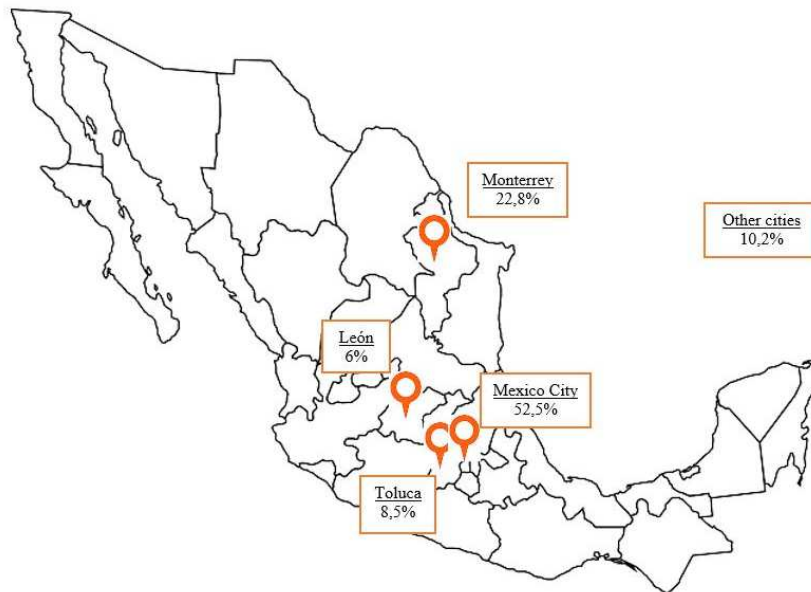 Monterrey
22,8%
Other cities
10,2%
León
6%
Mexico City
52,5%
Toluca
8,5%